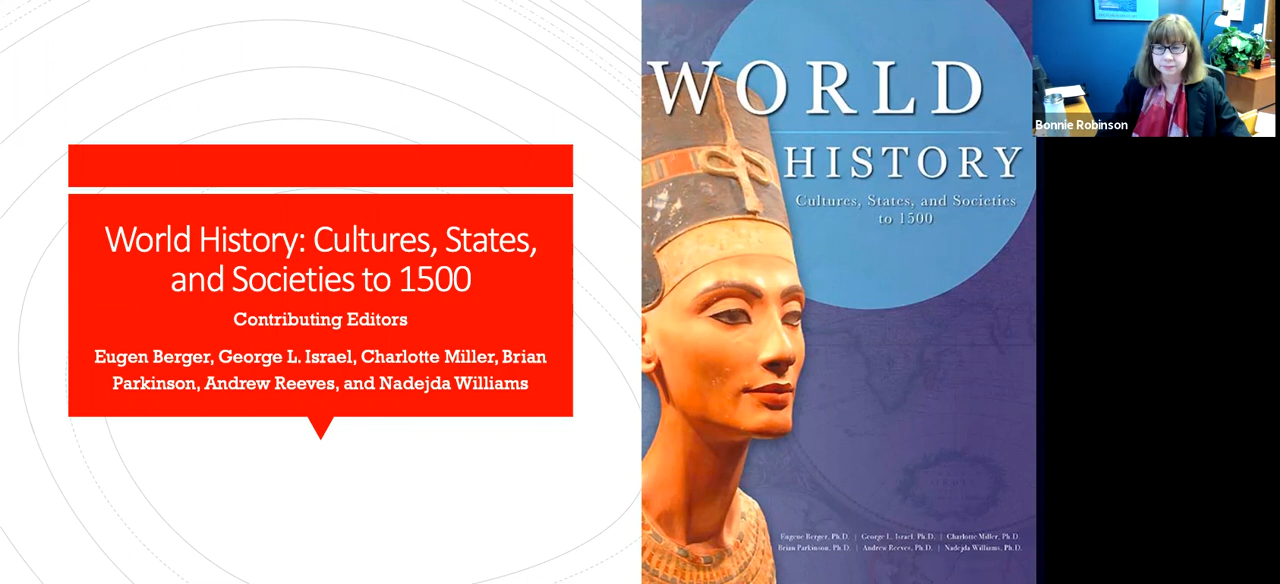 World History: Cultures, States,
and Societies to 1500
Contributing Editors
Eugen Berger, George L. Israel, Charlotte Miller, Brian
Parkinson, Andrew Reeves, and Nadejda Williams
WORLD
HISTORY
Cultures, States, and Societies
to 1500
Eugene Berger, Ph.D. | George L. Israel, Ph.D. | Charlotte Miller, Ph.D.
Brian Parkinson, Ph.D. | Andrew Reeves, Ph.D. | Nadejda Williams, Ph.D.
Bonnie Robinson